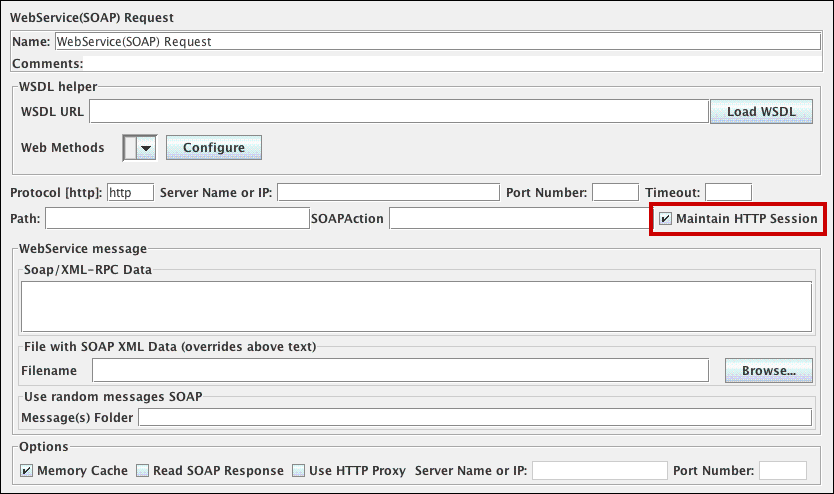 WebService(SOAP) Request
Name: WebService(SOAP) Request
Comments:
WSDL helper
WSDL URL Load WSDL
Web Methods Configure
Protocol [http]: http Server Name or IP: Port Number: Timeout:
Path: SOAPAction Maintain HTTP Session
WebService message
Soap/XML-RPC Data
File with SOAP XML Data (overrides above text)
Filename Browse...
Use random messages SOAP
Message(s) Folder
Options
Memory Cache Read SOAP Response Use HTTP Proxy Server Name or IP: Port Number: